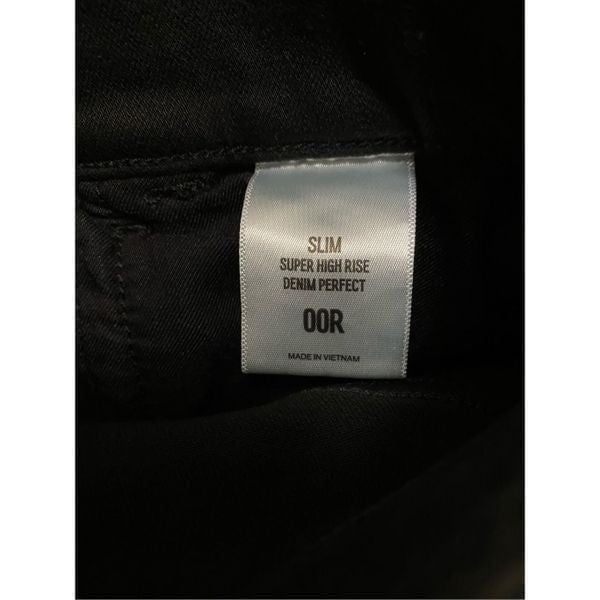 SLIM
SUPER HIGH RISE
DENIM PERFECT
00R
MADE IN VIETNAM